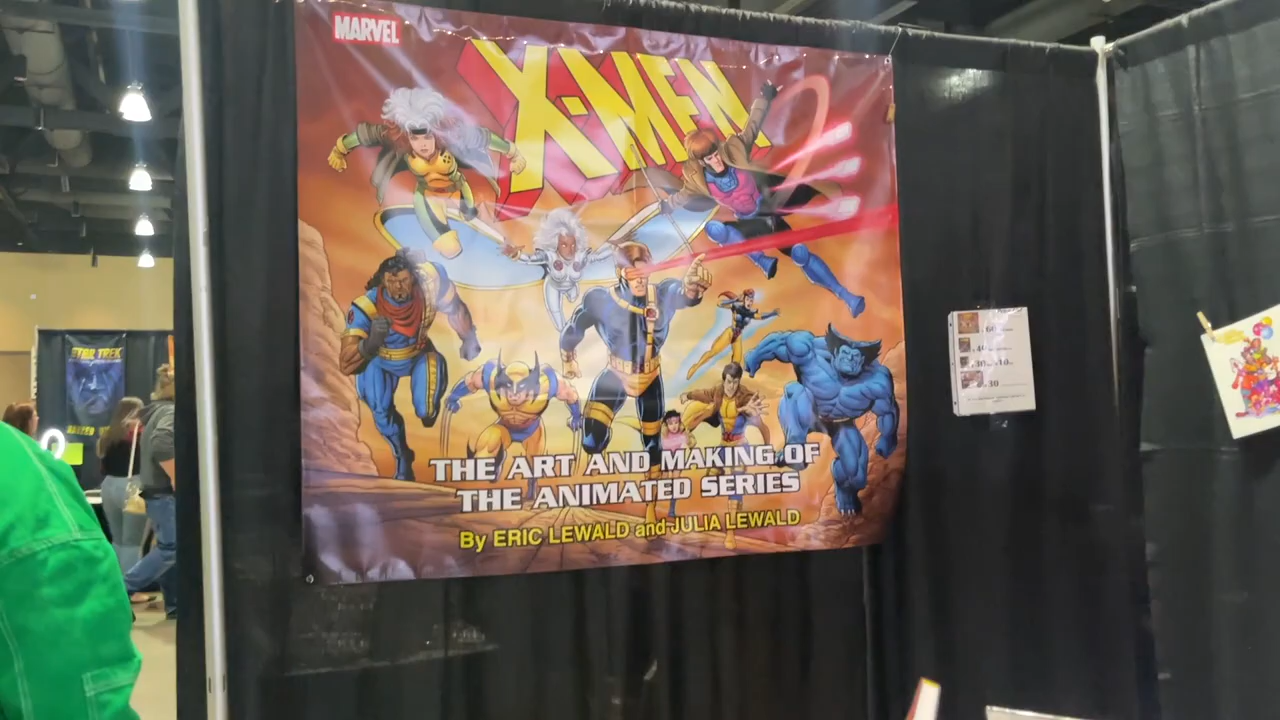 MARVEL
X-MEN
THE ART AND MAKING OF
THE ANIMATED SERIES
By ERIC LEWALD and JULIA LEWALD
STAR TREK